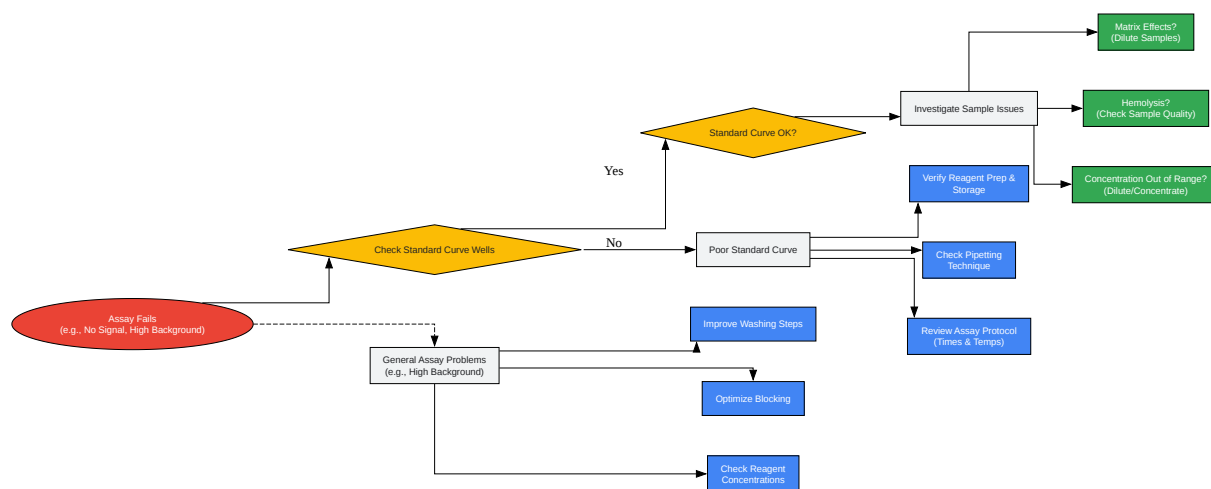 Matrix Effects?
(Dilute Samples)
Investigate Sample Issues
Hemolysis?
(Check Sample Quality)
Standard Curve OK?
Yes
Verify Reagent Prep &
Storage
Concentration Out of Range?
(Dilute/Concentrate)
Check Standard Curve Wells
No
Poor Standard Curve
Check Pipetting
Technique
Assay Fails
(e.g., No Signal, High Background)
Improve Washing Steps
Review Assay Protocol
(Times & Temps)
General Assay Problems
(e.g., High Background)
Optimize Blocking
Check Reagent
Concentrations